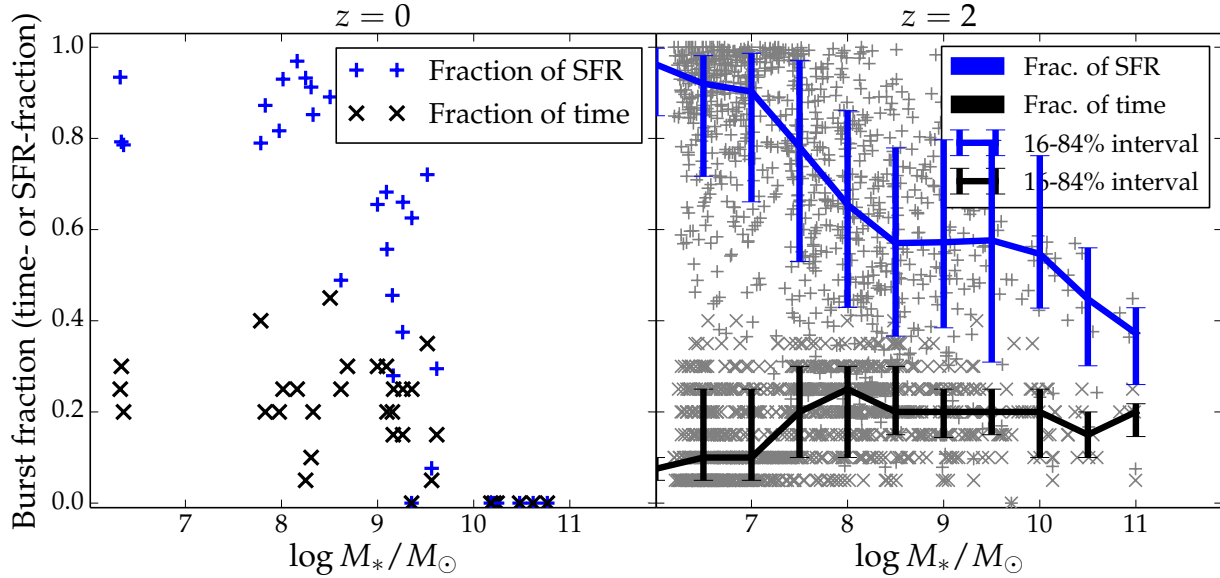 z = 0
z = 2
Burst fraction (time- or SFR-fraction)
1.0
0.8
0.6
0.4
0.2
0.0
Fraction of SFR
Fraction of time
Frac. of SFR
Frac. of time
16-84% interval
16-84% interval
7 8 9 10 11
7 8 9 10 11
log M*/M⊙
log M*/M⊙